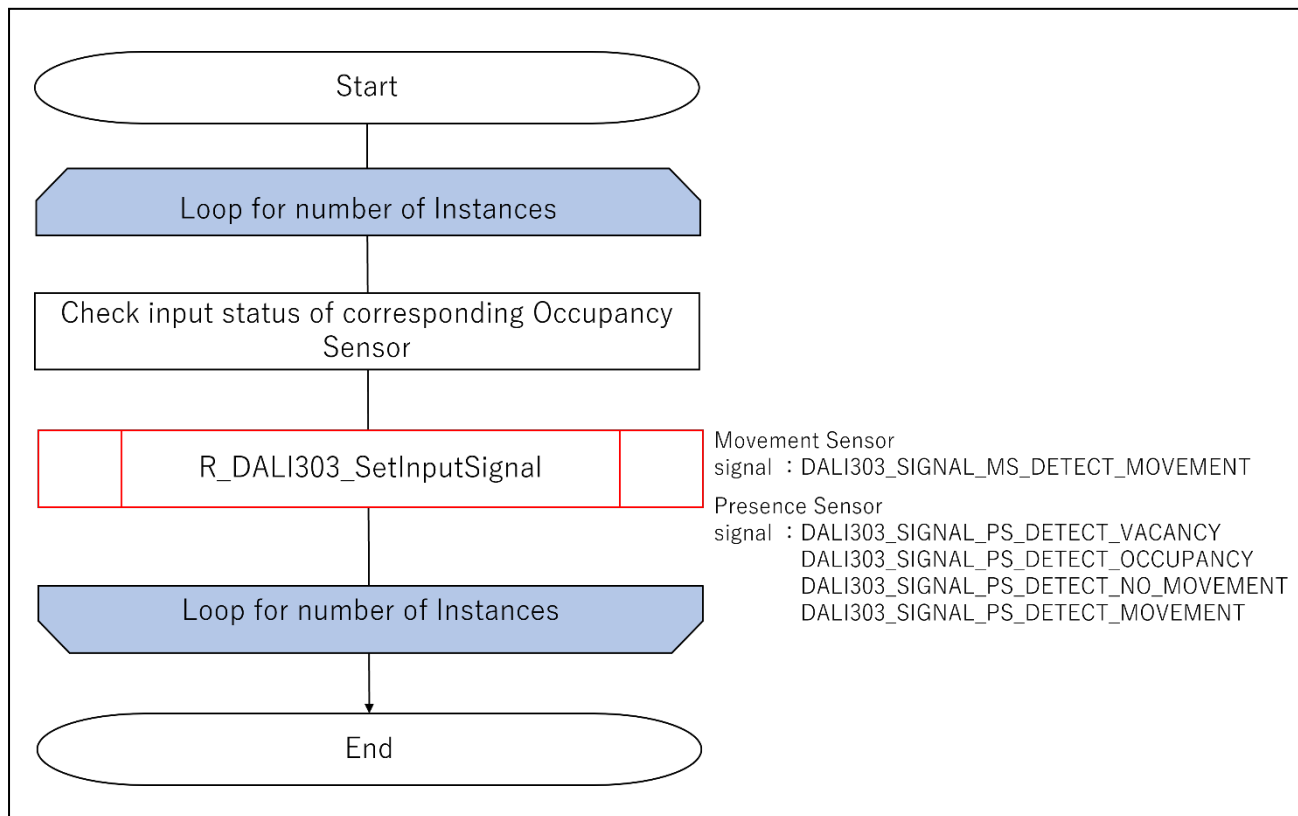 Start
Loop for number of Instances
Check input status of corresponding Occupancy
Sensor
R_DALI303_SetInputSignal
Movement Sensor
signal : DALI303_SIGNAL_MS_DETECT_MOVEMENT
Presence Sensor
signal : DALI303_SIGNAL_PS_DETECT_VACANCY
DALI303_SIGNAL_PS_DETECT_OCCUPANCY
DALI303_SIGNAL_PS_DETECT_NO_MOVEMENT
DALI303_SIGNAL_PS_DETECT_MOVEMENT
Loop for number of Instances
End